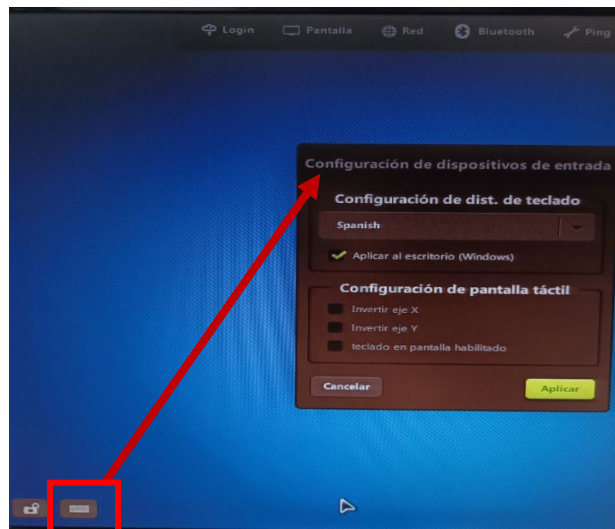 Login Pantalla Red Bluetooth Ping
Configuración de dispositivos de entrada
Configuración de dist. de teclado
Spanish
Aplicar al escritorio (Windows)
Configuración de pantalla táctil
Invertir eje X
Invertir eje Y
teclado en pantalla habilitado
Cancelar Aplicar